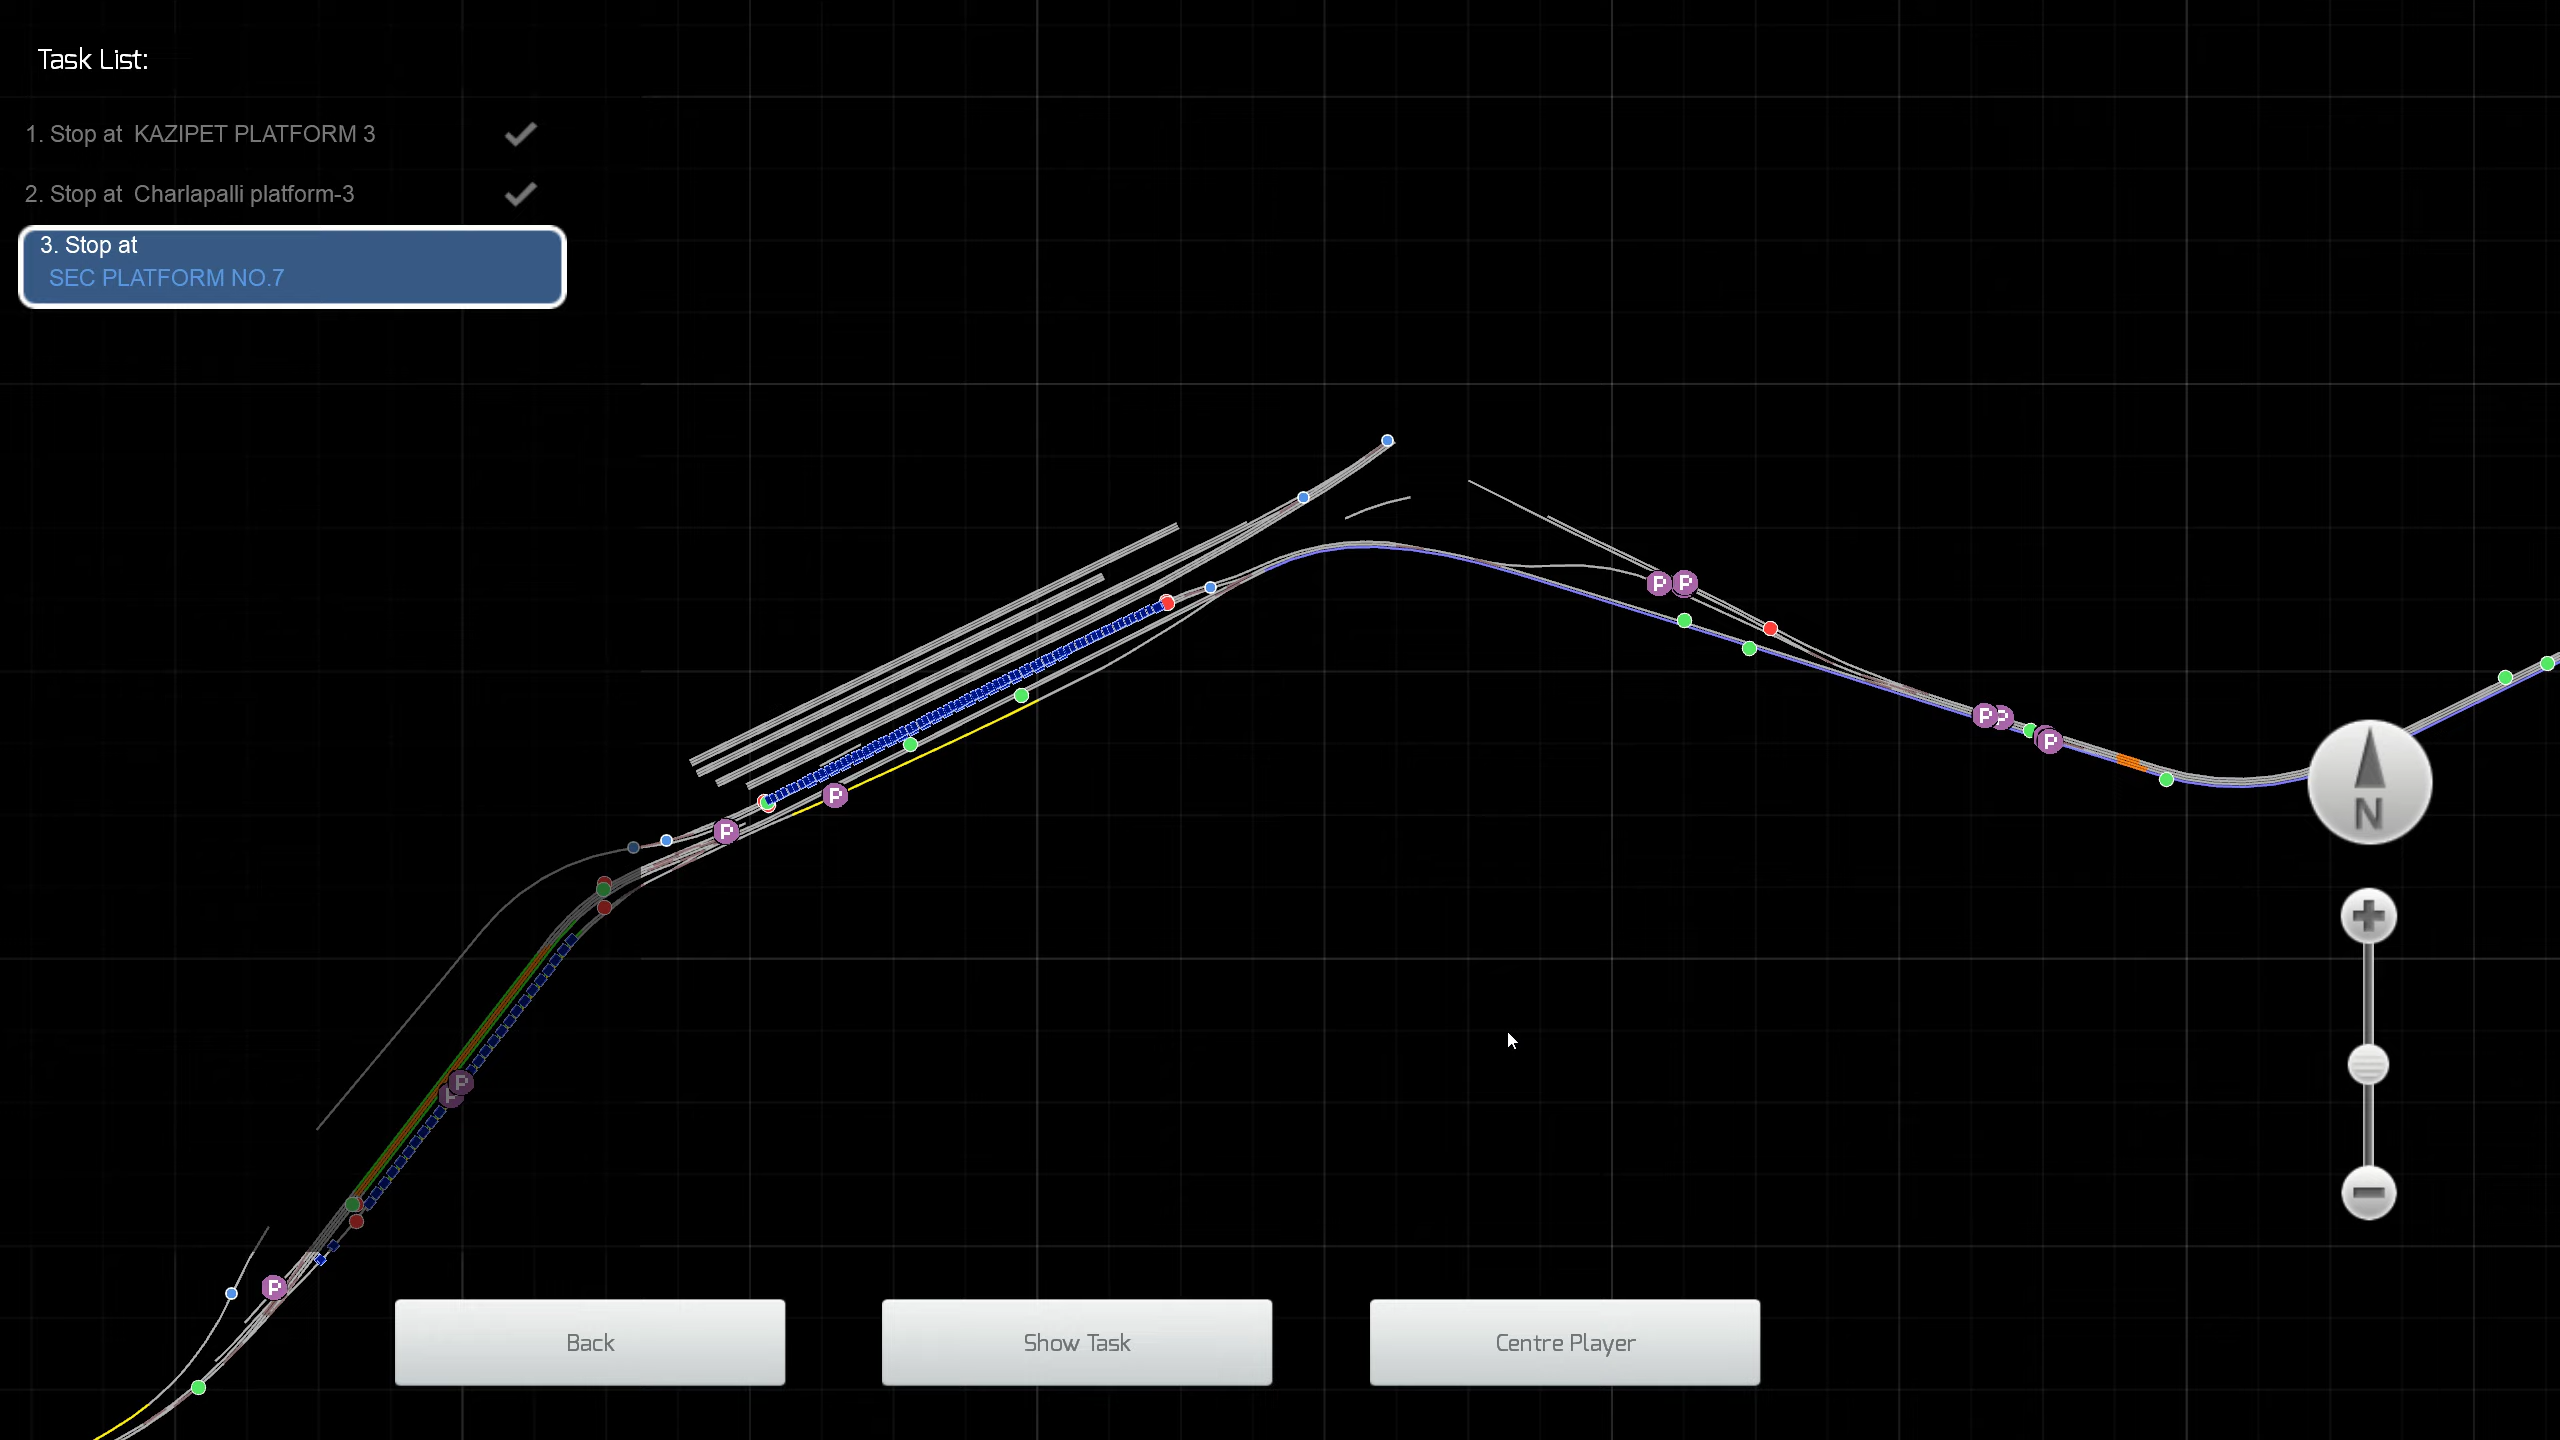 Task List:
1. Stop at KAZIPET PLATFORM 3
2. Stop at Charlapalli platform-3
3. Stop at
SEC PLATFORM NO.7
P P
P P
P
P
P
P
P
P
N
Back
Show Task
Centre Player